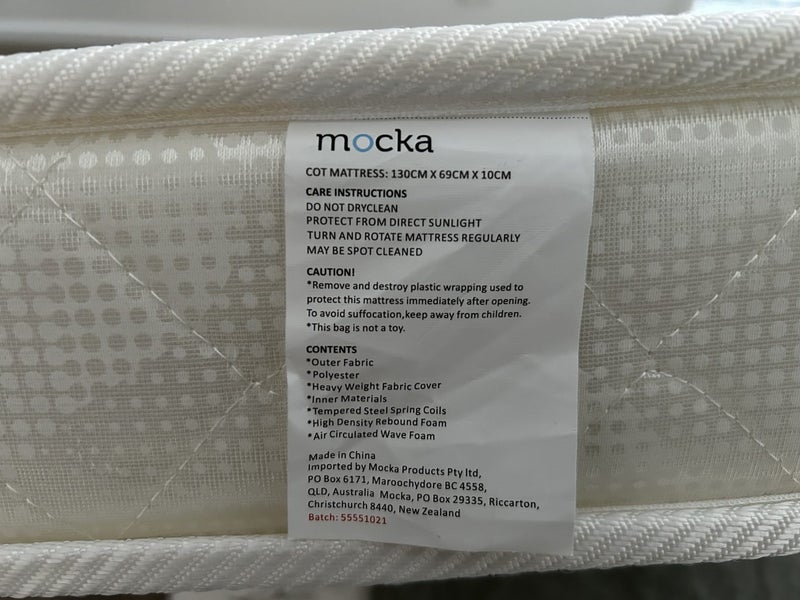 mocka
COT MATTRESS: 130CM X 69CM X 10CM
CARE INSTRUCTIONS
DO NOT DRYCLEAN
PROTECT FROM DIRECT SUNLIGHT
TURN AND ROTATE MATTRESS REGULARLY
MAY BE SPOT CLEANED
CAUTION!
*Remove and destroy plastic wrapping used to
protect this mattress immediately after opening.
To avoid suffocation,keep away from children.
*This bag is not a toy.
CONTENTS
*Outer Fabric
*Polyester
*Heavy Weight Fabric Cover
*Inner Materials
*Tempered Steel Spring Coils
*High Density Rebound Foam
*Air Circulated Wave Foam
Made in China
Imported by Mocka Products Pty ltd,
PO Box 6171, Maroochydore BC 4558,
QLD, Australia Mocka, PO Box 29335, Riccarton,
Christchurch 8440, New Zealand
Batch: 55551021